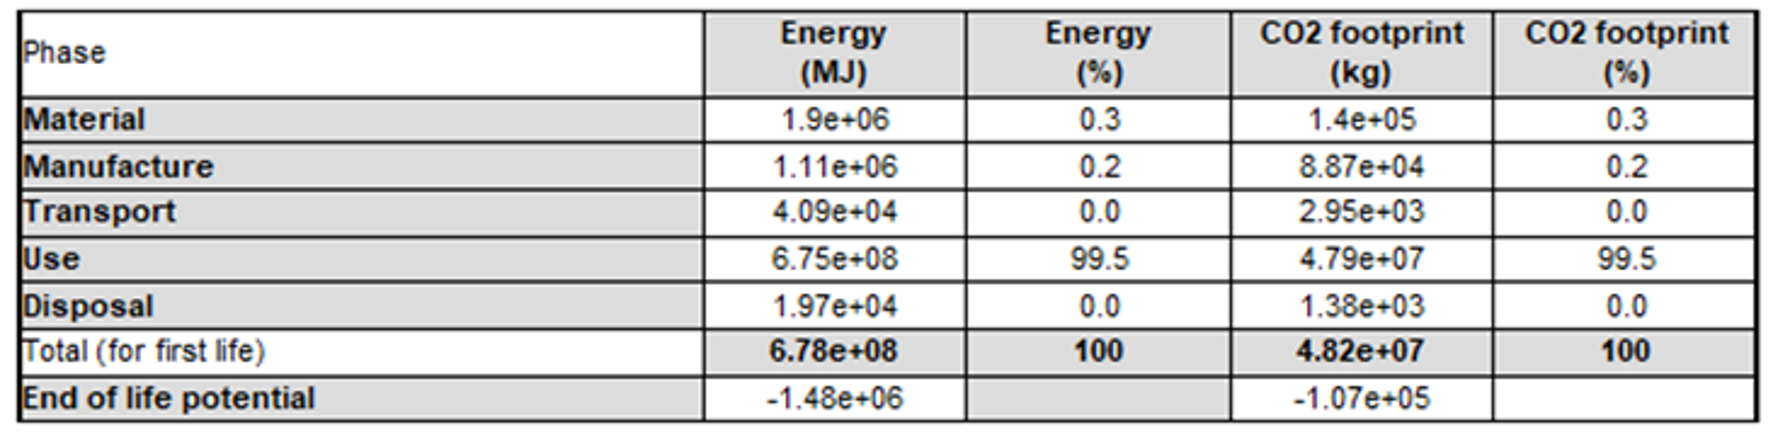 Phase Energy (MJ) Energy (%) CO2 footprint (kg) CO2 footprint (%)
Material 1.9e+06 0.3 1.4e+05 0.3
Manufacture 1.11e+06 0.2 8.87e+04 0.2
Transport 4.09e+04 0.0 2.95e+03 0.0
Use 6.75e+08 99.5 4.79e+07 99.5
Disposal 1.97e+04 0.0 1.38e+03 0.0
Total (for first life) 6.78e+08 100 4.82e+07 100
End of life potential -1.48e+06 -1.07e+05